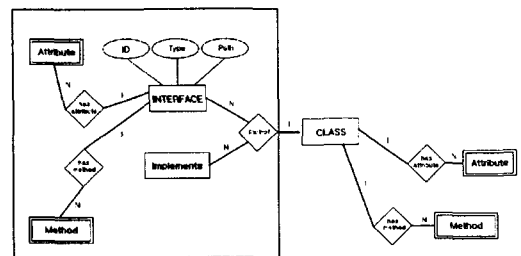 ID
Type
Path
Attribute
N
1
has
attribute
INTERFACE
N
1
has
method
N
Method
Implements
N
1
CLASS
1
has
attribute
N
Attribute
1
has
method
N
Method